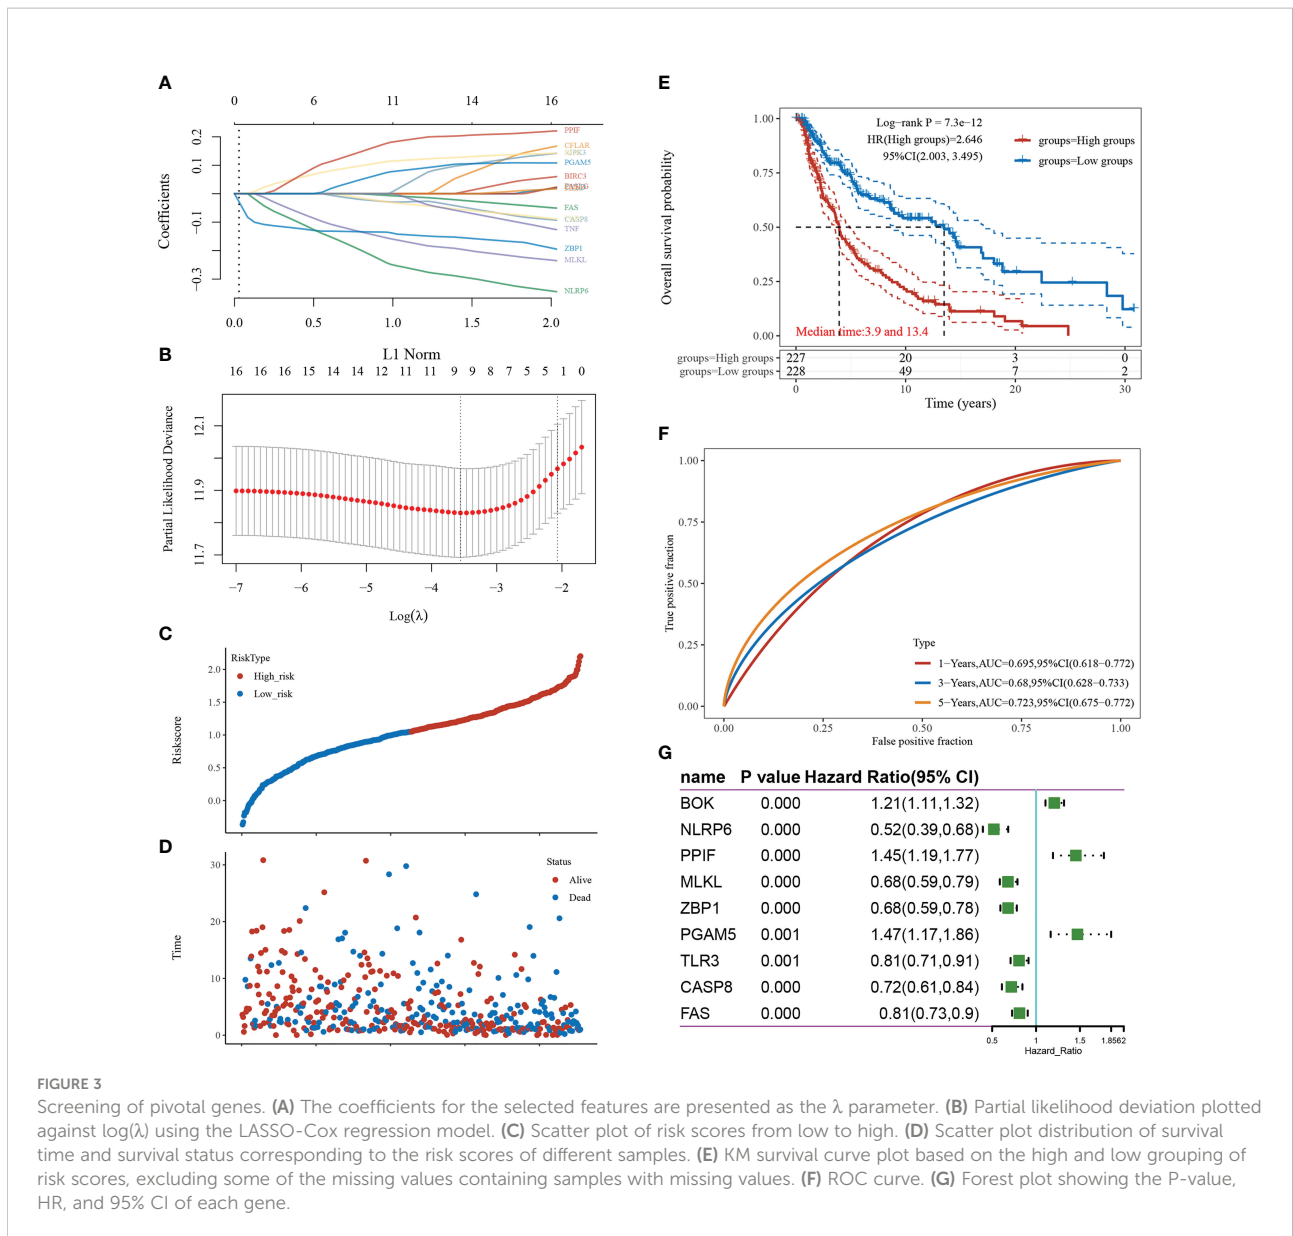 A
0 6 11 14 16
Coefficients
0.2
0.1
-0.1
-0.3
PPIF
CFLAR
RIPK3
PGAM5
BIRC3
FAS
CASP8
TNF
ZBP1
MLKL
NLRP6
0.0 0.5 1.0 1.5 2.0
L1 Norm
B
16 16 16 15 14 14 12 11 11 9 9 8 7 5 5 1 0
Partial Likelihood Deviance
12.1
11.9
11.7
−7 −6 −5 −4 −3 −2
Log(λ)
C
RiskType
High_risk
Low_risk
Riskscore
2.0
1.5
1.0
0.5
0.0
D
Status
Alive
Dead
Time
30
20
10
0
E
Log−rank P = 7.3e−12
HR(High groups)=2.646
95%CI(2.003, 3.495)
groups=High groups
groups=Low groups
Overall survival probability
1.00
0.75
0.50
0.25
0.00
Median time:3.9 and 13.4
groups=High groups 227 20 3 0
groups=Low groups 228 49 7 2
0 10 20 30
Time (years)
F
True positive fraction
1.00
0.75
0.50
0.25
0.00
Type
1−Years,AUC=0.695,95%CI(0.618−0.772)
3−Years,AUC=0.68,95%CI(0.628−0.733)
5−Years,AUC=0.723,95%CI(0.675−0.772)
0.00 0.25 0.50 0.75 1.00
False positive fraction
G
name P value Hazard Ratio(95% CI)
BOK 0.000 1.21(1.11,1.32)
NLRP6 0.000 0.52(0.39,0.68)
PPIF 0.000 1.45(1.19,1.77)
MLKL 0.000 0.68(0.59,0.79)
ZBP1 0.000 0.68(0.59,0.78)
PGAM5 0.001 1.47(1.17,1.86)
TLR3 0.001 0.81(0.71,0.91)
CASP8 0.000 0.72(0.61,0.84)
FAS 0.000 0.81(0.73,0.9)
0.5 1 1.5 1.8562
Hazard_Ratio
FIGURE 3
Screening of pivotal genes. (A) The coefficients for the selected features are presented as the λ parameter. (B) Partial likelihood deviation plotted
against log(λ) using the LASSO-Cox regression model. (C) Scatter plot of risk scores from low to high. (D) Scatter plot distribution of survival
time and survival status corresponding to the risk scores of different samples. (E) KM survival curve plot based on the high and low grouping of
risk scores, excluding some of the missing values containing samples with missing values. (F) ROC curve. (G) Forest plot showing the P-value,
HR, and 95% CI of each gene.